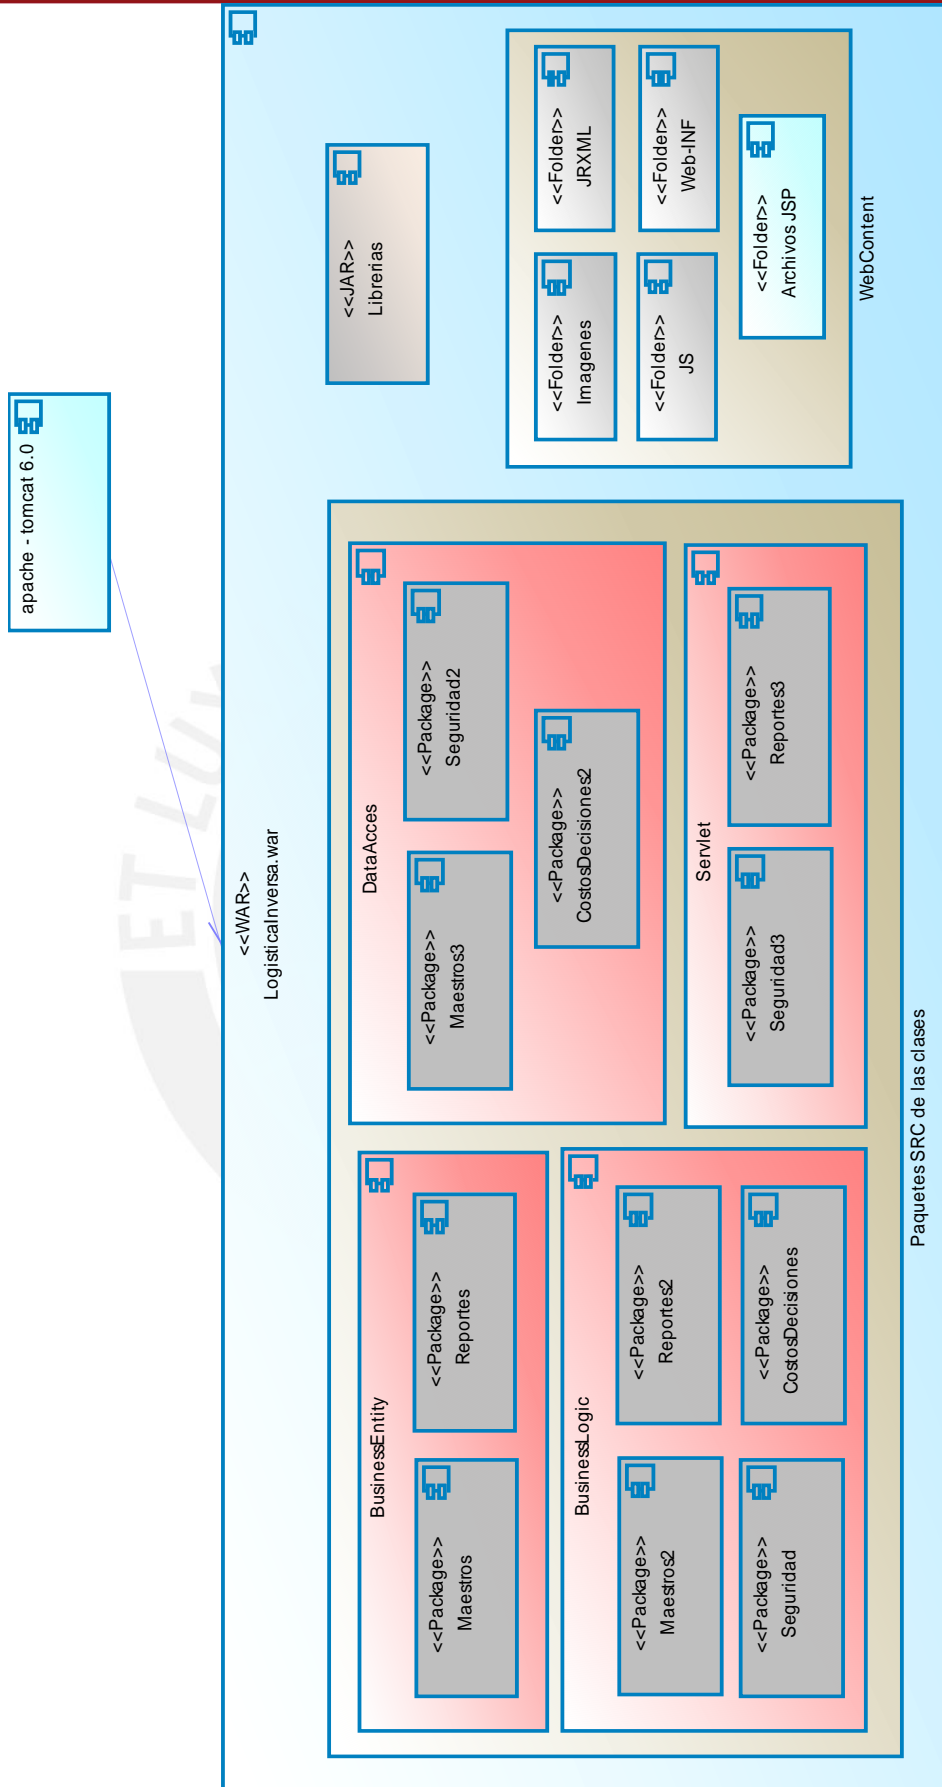 apache - tomcat 6.0
<<WAR>>
LogisticaInversa.war
BusinessEntity
<<Package>>
Maestros
<<Package>>
Reportes
BusinessLogic
<<Package>>
Maestros2
<<Package>>
Reportes2
<<Package>>
Seguridad
<<Package>>
CostosDecisiones
DataAcces
<<Package>>
Maestros3
<<Package>>
Seguridad2
<<Package>>
CostosDecisiones2
Servlet
<<Package>>
Seguridad3
<<Package>>
Reportes3
Paquetes SRC de las clases
<<JAR>>
Librerias
<<Folder>>
Imagenes
<<Folder>>
JRXML
<<Folder>>
JS
<<Folder>>
Web-INF
<<Folder>>
Archivos JSP
WebContent
ET